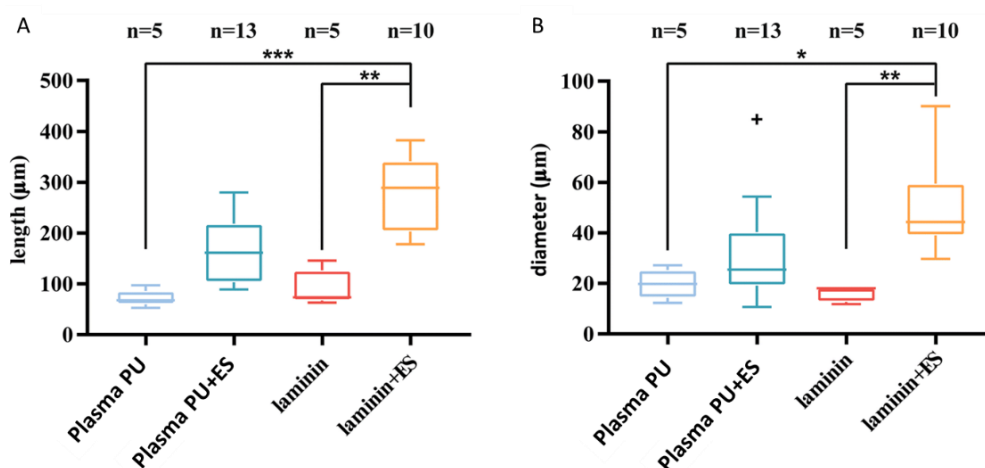 A
n=5 n=13 n=5 n=10
***
**
500
400
300
200
100
0
length (μm)
Plasma PU
Plasma PU+ES
laminin
laminin+ES
B
n=5 n=13 n=5 n=10
*
**
100
80
60
40
20
0
diameter (μm)
+
Plasma PU
Plasma PU+ES
laminin
laminin+ES